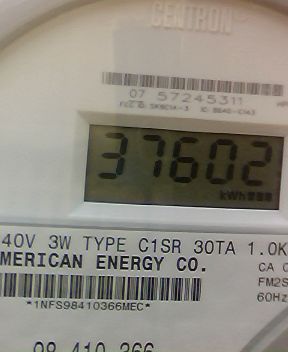 CENTRON
07 57245311
37602
kWh
40V 3W TYPE C1SR 30TA 1.0K
MERICAN ENERGY CO.
CA 0
FM2S
60Hz
*1NFS98410366MEC*
98 410 366